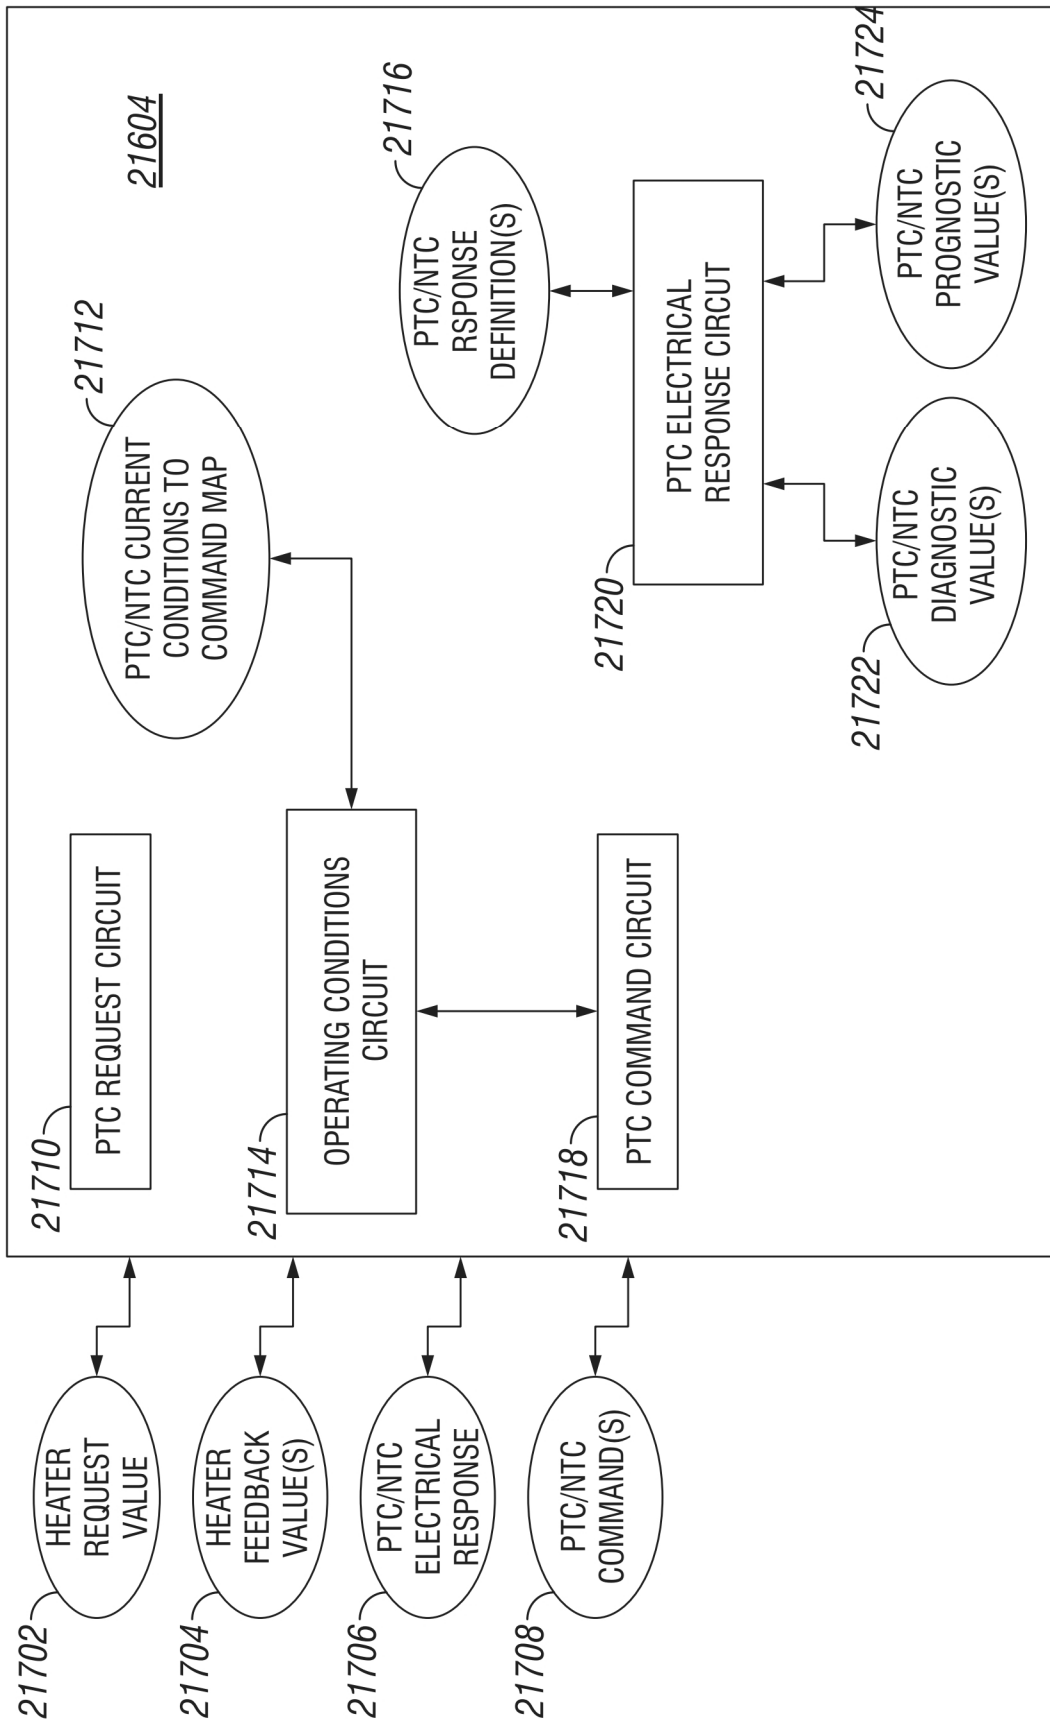 21604
21702
HEATER
REQUEST
VALUE
21704
HEATER
FEEDBACK
VALUE(S)
21706
PTC/NTC
ELECTRICAL
RESPONSE
21708
PTC/NTC
COMMAND(S)
21710
PTC REQUEST CIRCUIT
21714
OPERATING CONDITIONS
CIRCUIT
21718
PTC COMMAND CIRCUIT
21712
PTC/NTC CURRENT
CONDITIONS TO
COMMAND MAP
21716
PTC/NTC
RSPONSE
DEFINITION(S)
21720
PTC ELECTRICAL
RESPONSE CIRCUT
21722
PTC/NTC
DIAGNOSTIC
VALUE(S)
21724
PTC/NTC
PROGNOSTIC
VALUE(S)